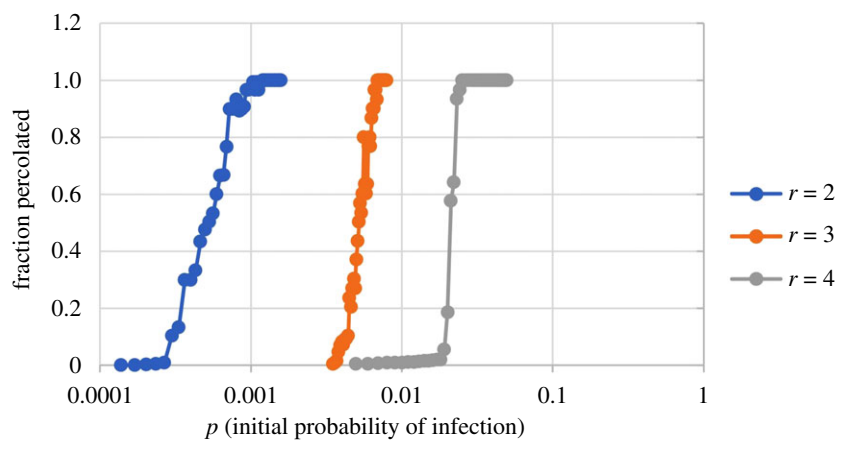 1.2
1.0
0.8
0.6
0.4
0.2
0
fraction percolated
0.0001 0.001 0.01 0.1 1
p (initial probability of infection)
r = 2
r = 3
r = 4